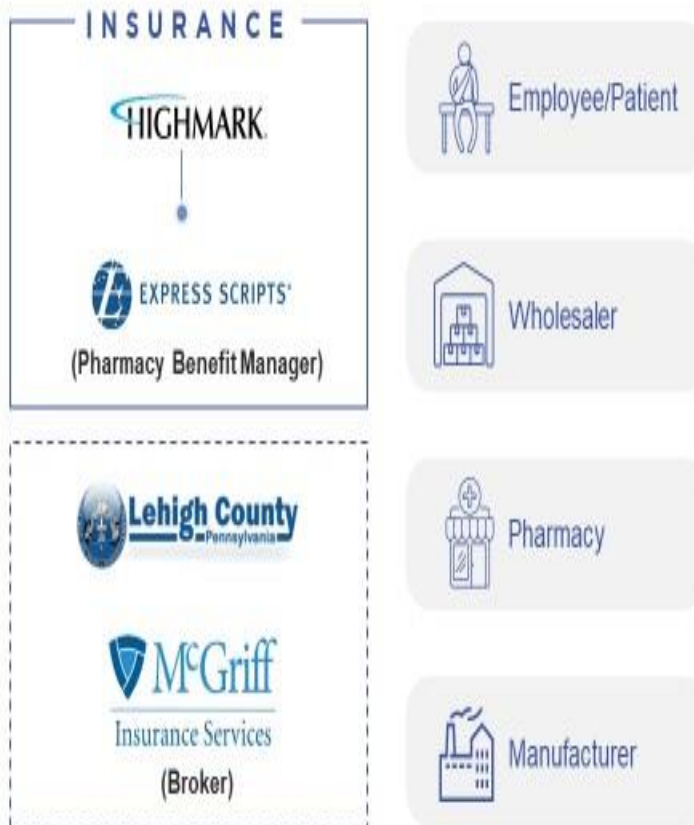 INSURANCE
HIGHMARK.
EXPRESS SCRIPTS®
(Pharmacy Benefit Manager)
Lehigh County
Pennsylvania
McGriff
Insurance Services
(Broker)
Employee/Patient
Wholesaler
Pharmacy
Manufacturer